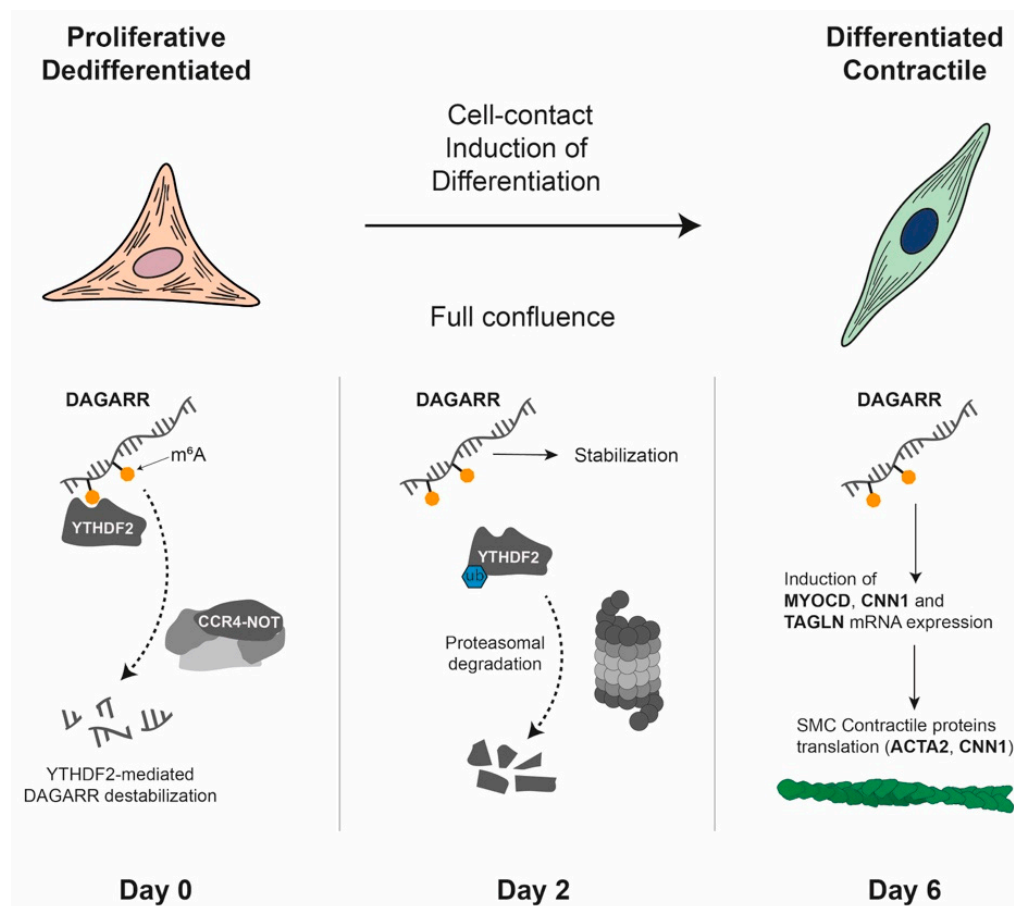 Proliferative
Dedifferentiated
Cell-contact
Induction of
Differentiation
Full confluence
Differentiated
Contractile
DAGARR
m⁶A
YTHDF2
CCR4-NOT
YTHDF2-mediated
DAGARR destabilization
Day 0
DAGARR
Stabilization
YTHDF2
ub
Proteasomal
degradation
Day 2
DAGARR
Induction of
MYOCD, CNN1 and
TAGLN mRNA expression
SMC Contractile proteins
translation (ACTA2, CNN1)
Day 6